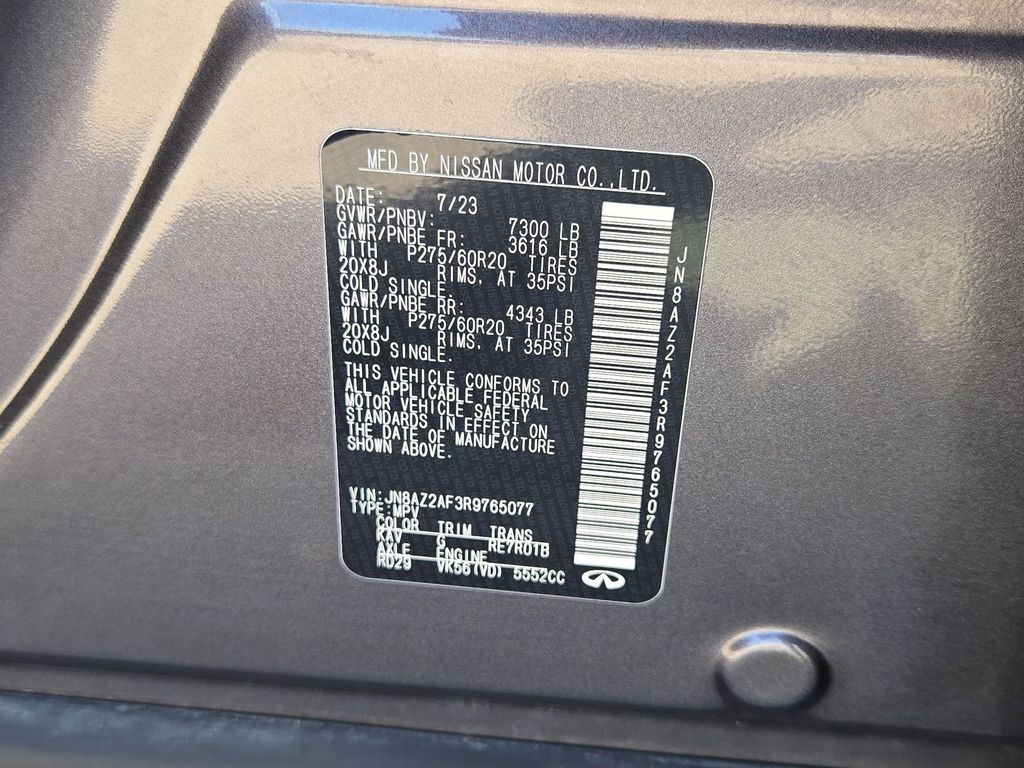 MFD BY NISSAN MOTOR CO.,LTD.
DATE: 7/23
GVWR/PNBV: 7300 LB
GAWR/PNBE FR: 3616 LB
WITH P275/60R20 TIRES
20X8J RIMS, AT 35PSI
COLD SINGLE.
GAWR/PNBE RR: 4343 LB
WITH P275/60R20 TIRES
20X8J RIMS, AT 35PSI
COLD SINGLE.
THIS VEHICLE CONFORMS TO
ALL APPLICABLE FEDERAL
MOTOR VEHICLE SAFETY
STANDARDS IN EFFECT ON
THE DATE OF MANUFACTURE
SHOWN ABOVE.
VIN:JN8AZ2AF3R9765077
TYPE:MPV
COLOR TRIM TRANS
KAV G RE7R01B
AXLE ENGINE
RD29 VK56(VD) 5552CC
JN8AZ2AF3R9765077